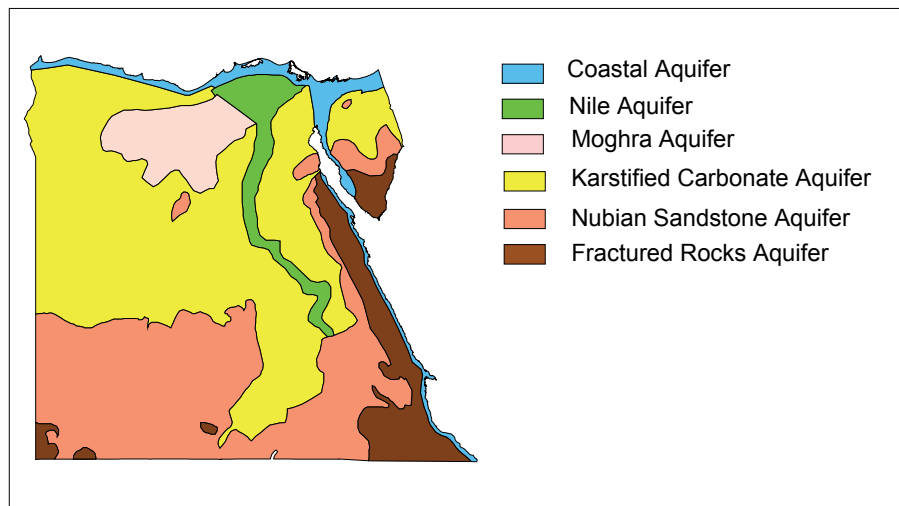 Coastal Aquifer
Nile Aquifer
Moghra Aquifer
Karstified Carbonate Aquifer
Nubian Sandstone Aquifer
Fractured Rocks Aquifer